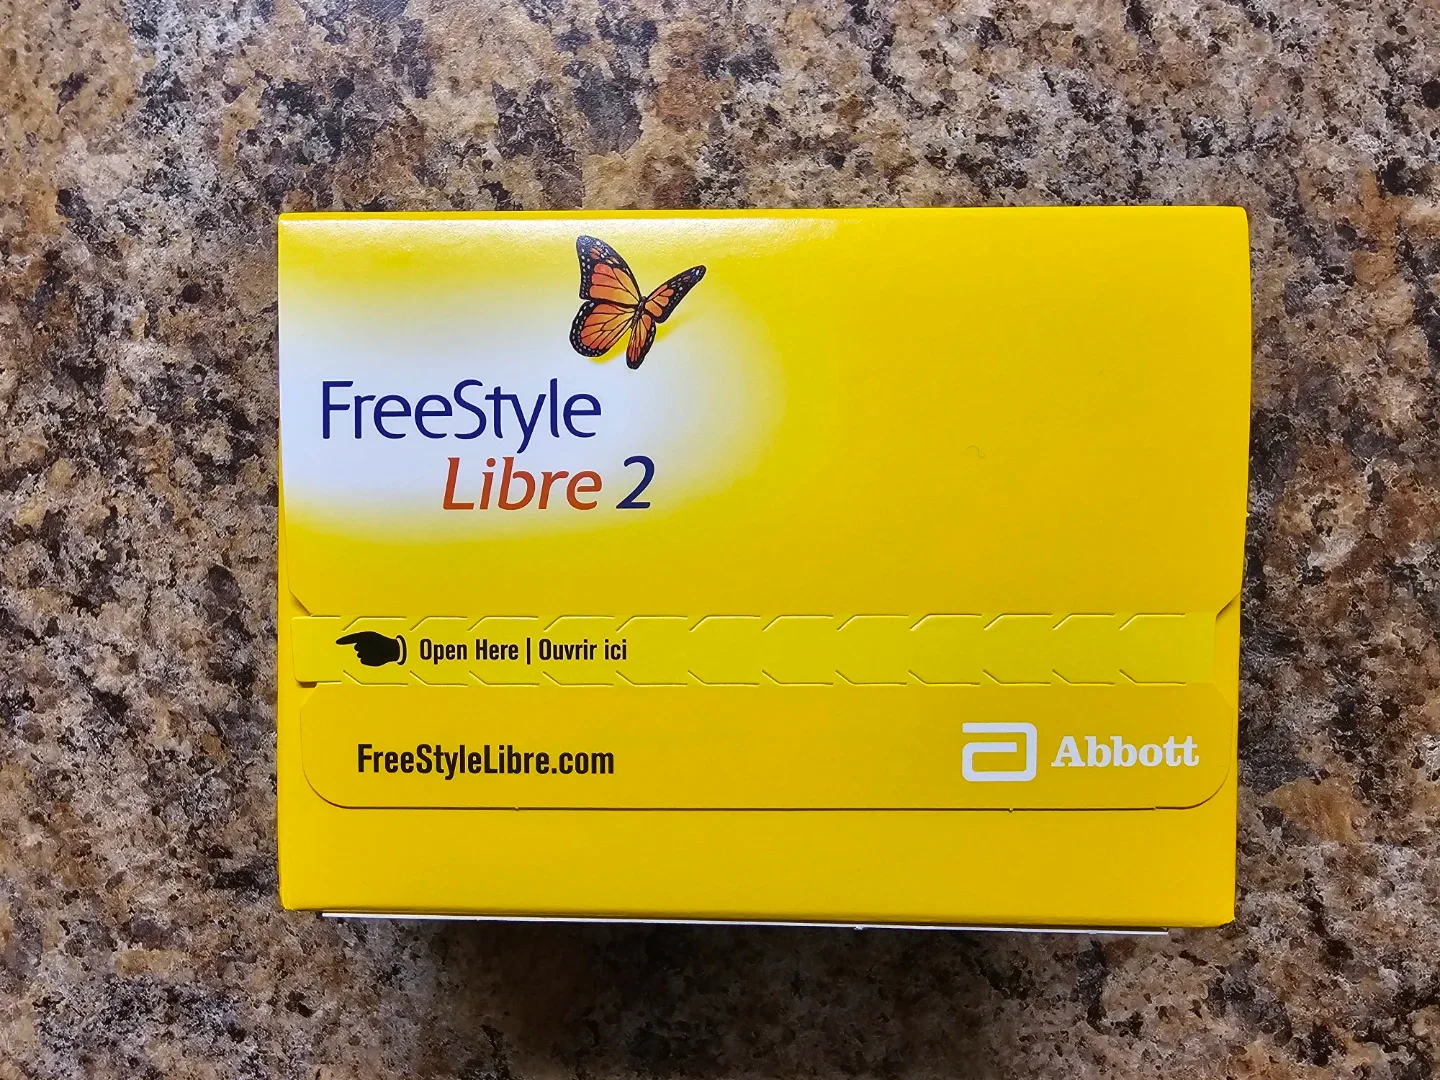 FreeStyle
Libre 2
Open Here | Ouvrir ici
FreeStyleLibre.com
Abbott